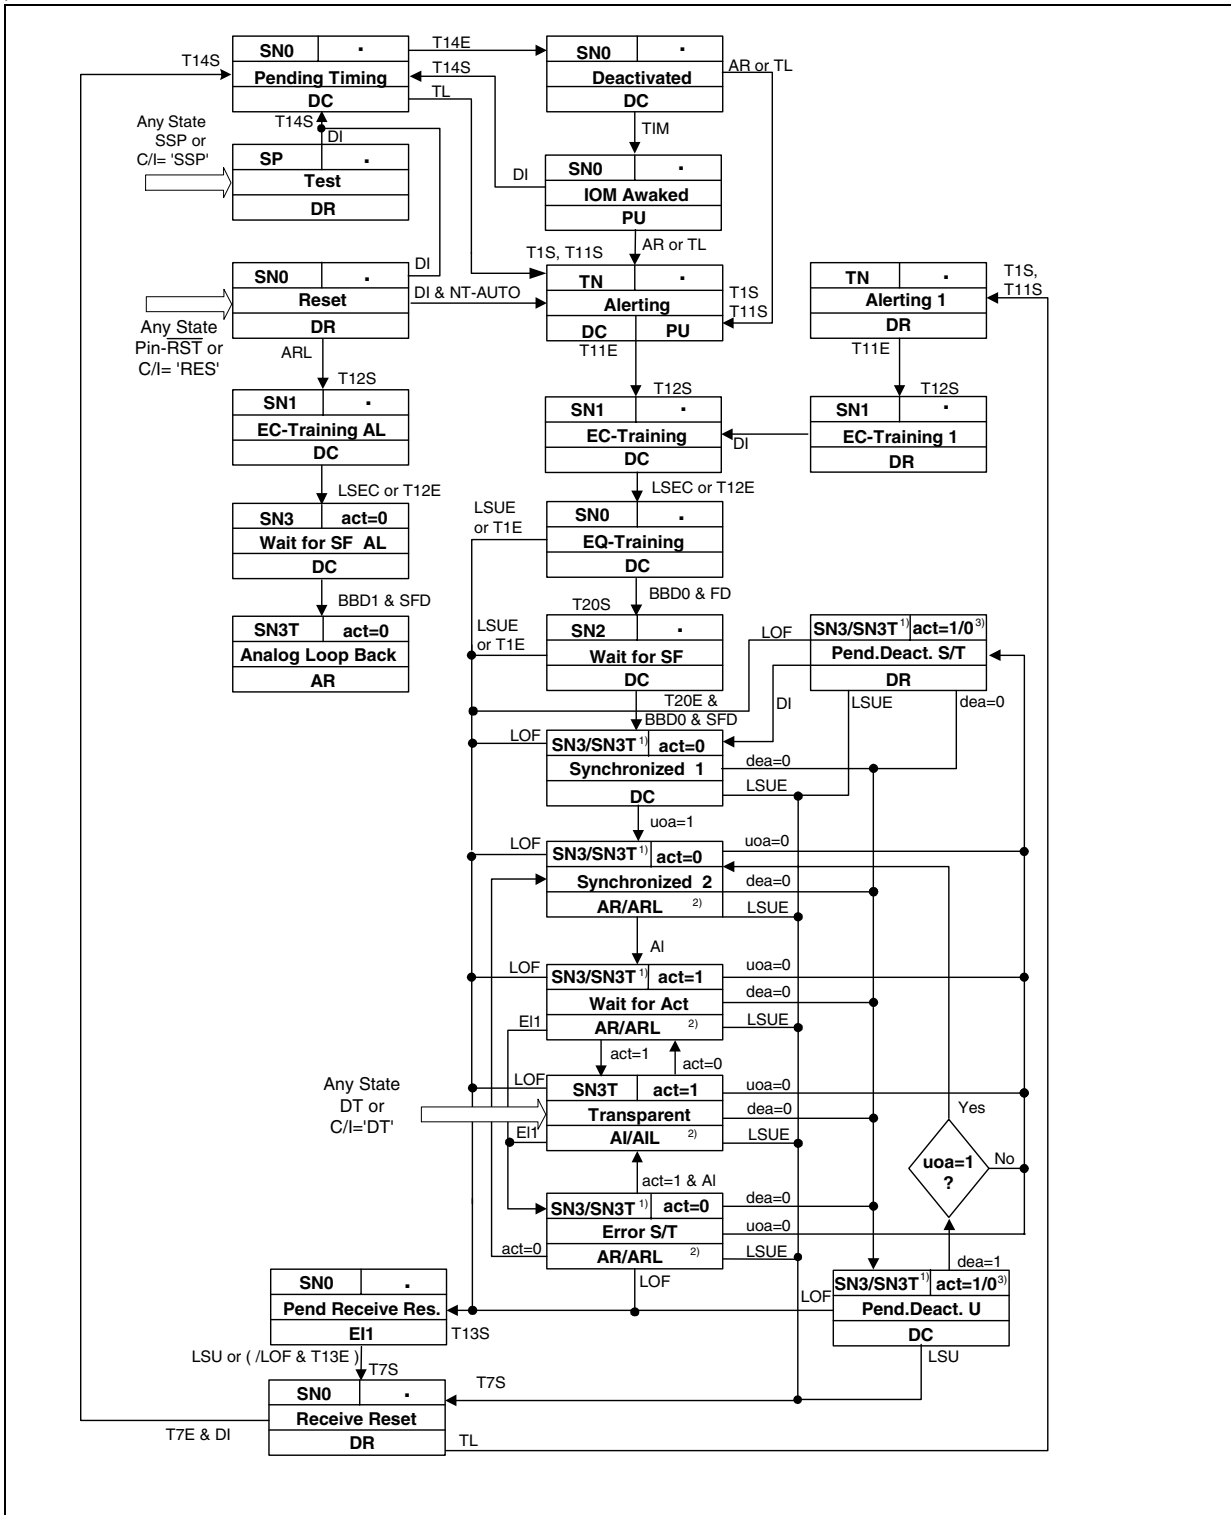 SN0 .
Pending Timing
DC
T14S
T14E
T14S
TL
SN0 .
Deactivated
DC
AR or TL
TIM
Any State
SSP or
C/I= 'SSP'
T14S
DI
SP .
Test
DR
DI
SN0 .
IOM Awaked
PU
AR or TL
T1S, T11S
SN0 .
Reset
DR
DI
DI & NT-AUTO
Any State
Pin-RST or
C/I= 'RES'
ARL
T12S
TN .
Alerting
DC PU
T1S
T11S
T11E
T12S
TN .
Alerting 1
DR
T1S,
T11S
T11E
T12S
SN1 .
EC-Training AL
DC
LSEC or T12E
SN1 .
EC-Training
DC
DI
LSEC or T12E
SN1 .
EC-Training 1
DR
SN3 act=0
Wait for SF AL
DC
BBD1 & SFD
LSUE
or T1E
SN0 .
EQ-Training
DC
T20S
BBD0 & FD
SN3T act=0
Analog Loop Back
AR
LSUE
or T1E
SN2 .
Wait for SF
DC
T20E &
BBD0 & SFD
LOF
SN3/SN3T 1) act=1/0 3)
Pend.Deact. S/T
DR
DI
LSUE
dea=0
LOF
SN3/SN3T 1) act=0
Synchronized 1
DC
dea=0
LSUE
uoa=1
LOF
SN3/SN3T 1) act=0
Synchronized 2
AR/ARL 2)
uoa=0
dea=0
LSUE
AI
LOF
SN3/SN3T 1) act=1
Wait for Act
AR/ARL 2)
uoa=0
dea=0
LSUE
EI1
act=1
act=0
Any State
DT or
C/I='DT'
LOF
SN3T act=1
Transparent
AI/AIL 2)
uoa=0
dea=0
LSUE
EI1
act=1 & AI
Yes
uoa=1
?
No
SN3/SN3T 1) act=0
Error S/T
AR/ARL 2)
dea=0
uoa=0
LSUE
act=0
LOF
dea=1
SN0 .
Pend Receive Res.
EI1
T13S
LOF
SN3/SN3T 1) act=1/0 3)
Pend.Deact. U
DC
LSU
LSU or ( /LOF & T13E )
T7S
T7S
SN0 .
Receive Reset
DR
T7E & DI
TL